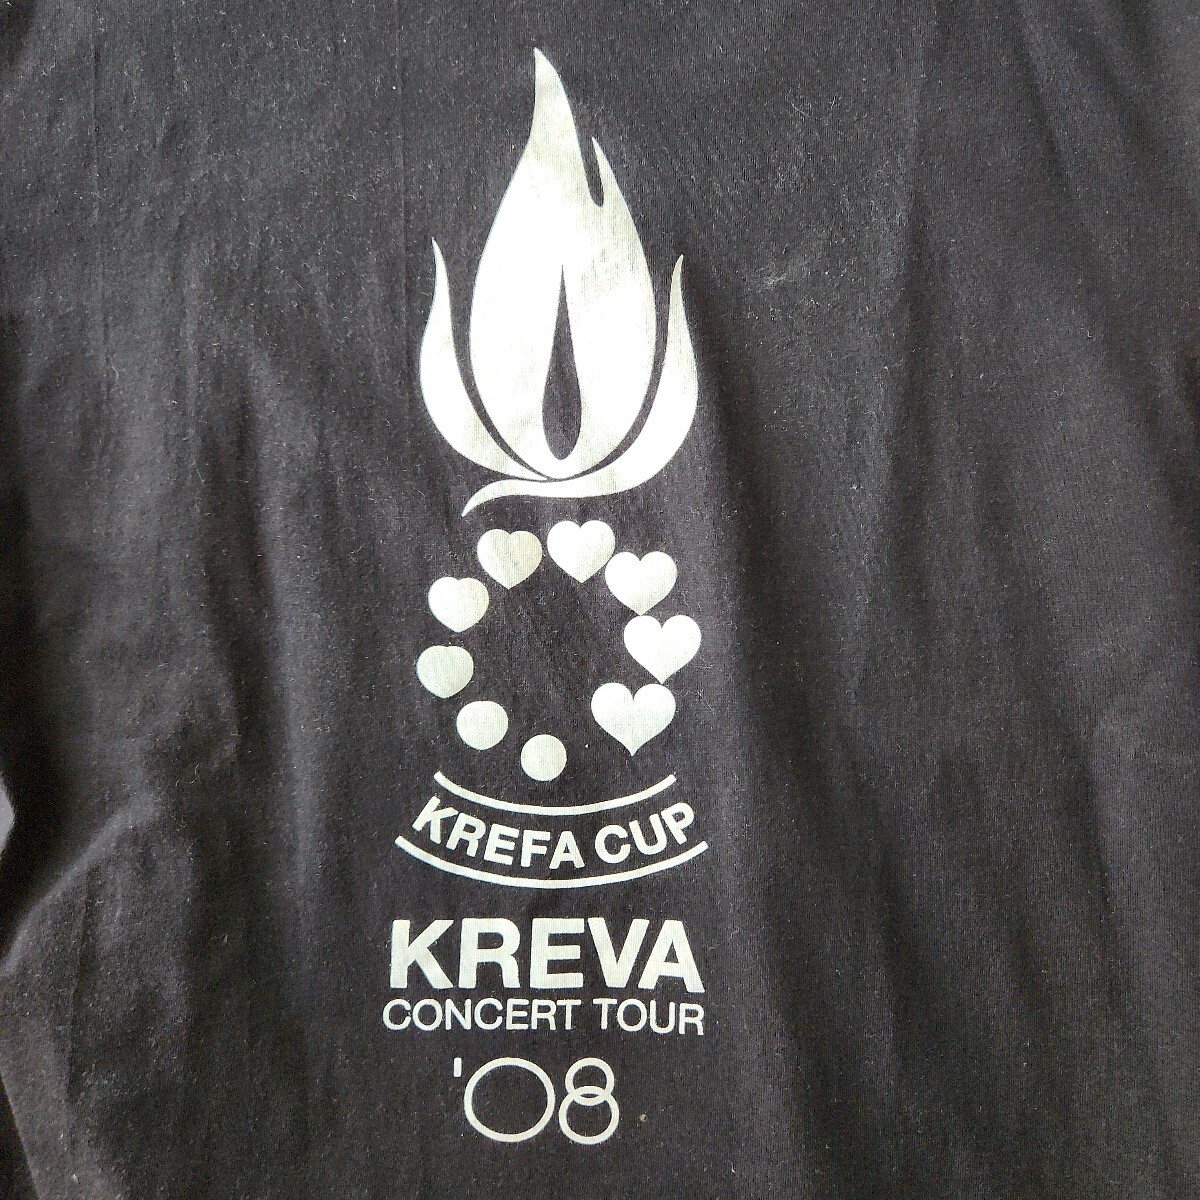 KREFA CUP
KREVA
CONCERT TOUR
'08